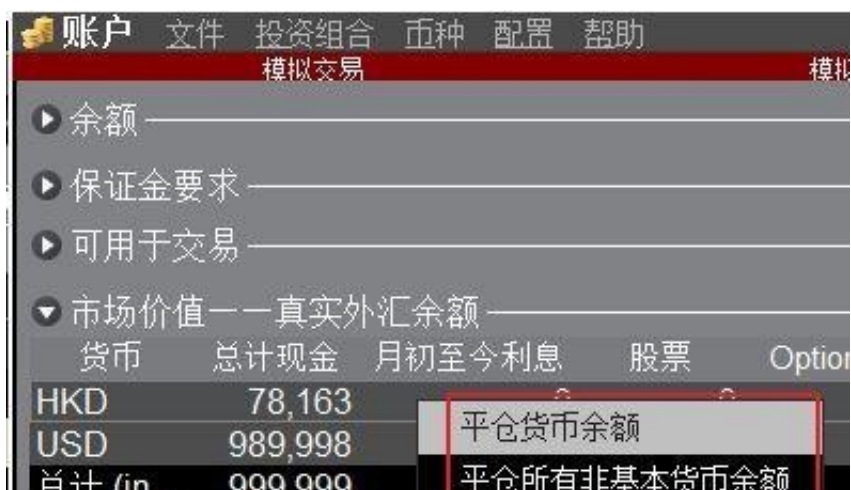 账户 文件 投资组合 币种 配置 帮助
模拟交易
余额
保证金要求
可用于交易
市场价值——真实外汇余额
货币 总计现金 月初至今利息 股票
HKD 78,163
平仓货币余额
USD 989,998
总计 (in 999,999
平仓所有非基本货币余额